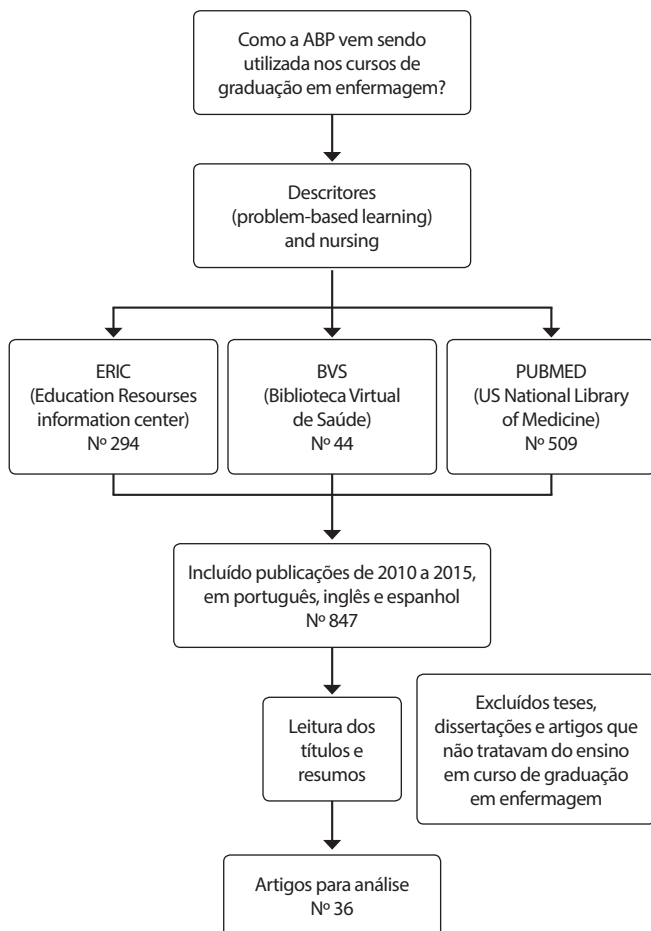 Como a ABP vem sendo
utilizada nos cursos de
graduação em enfermagem?
Descritores
(problem-based learning)
and nursing
ERIC
(Education Resourses
information center)
Nº 294
BVS
(Biblioteca Virtual
de Saúde)
Nº 44
PUBMED
(US National Library
of Medicine)
Nº 509
Incluído publicações de 2010 a 2015,
em português, inglês e espanhol
Nº 847
Leitura dos
títulos e
resumos
Excluídos teses,
dissertações e artigos que
não tratavam do ensino
em curso de graduação
em enfermagem
Artigos para análise
Nº 36